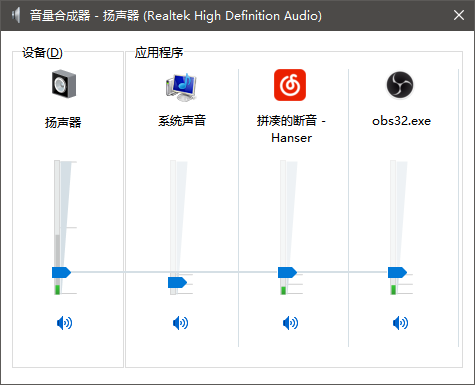 音量合成器 - 扬声器 (Realtek High Definition Audio)
设备(D)
应用程序
扬声器
系统声音
拼凑的断音 -
Hanser
obs32.exe